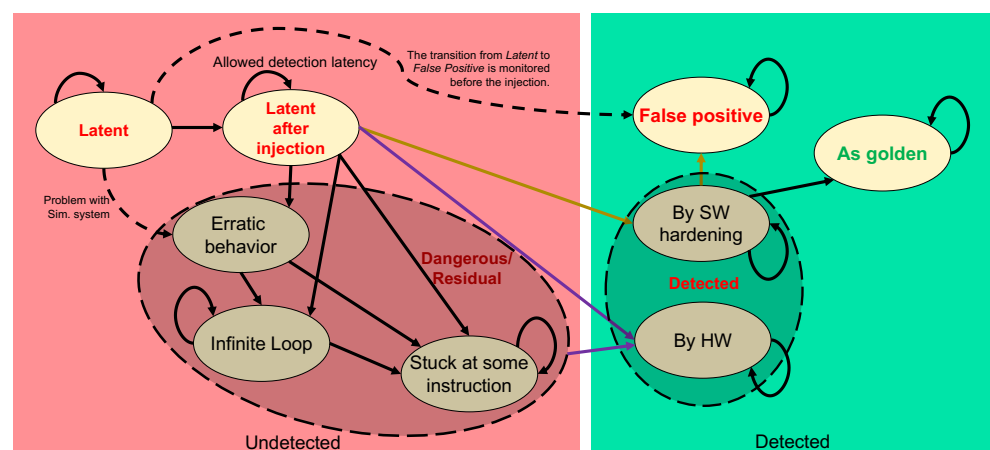 The transition from Latent to
False Positive is monitored
before the injection.
Allowed detection latency
Latent
Latent
after
injection
False positive
As golden
Problem with
Sim. system
Erratic
behavior
By SW
hardening
Dangerous/
Residual
Detected
Infinite Loop
By HW
Stuck at some
instruction
Undetected
Detected